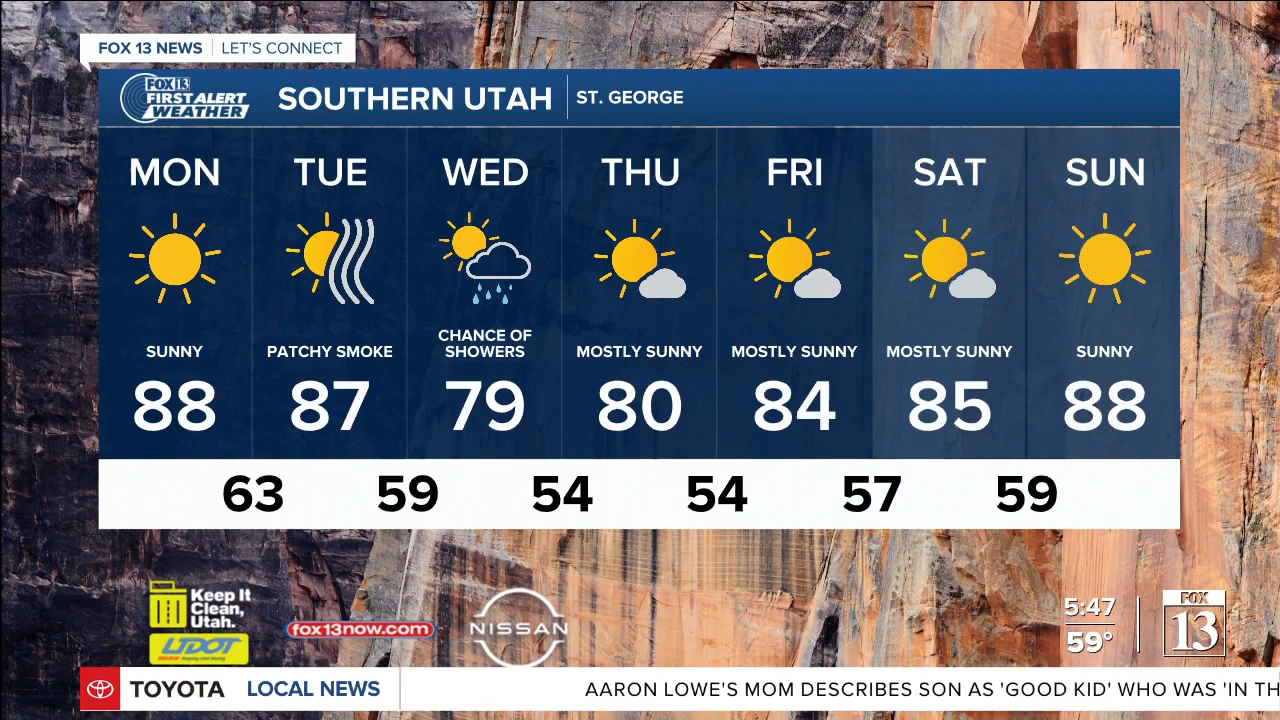 FOX 13 NEWS | LET'S CONNECT
FOX 13
FIRST ALERT
WEATHER
SOUTHERN UTAH | ST. GEORGE
MON TUE WED THU FRI SAT SUN
SUNNY PATCHY SMOKE CHANCE OF SHOWERS MOSTLY SUNNY MOSTLY SUNNY MOSTLY SUNNY SUNNY
88 87 79 80 84 85 88
63 59 54 54 57 59
Keep It
Clean,
Utah.
UDOT
fox13now.com
NISSAN
5:47
59°
FOX
13
TOYOTA LOCAL NEWS AARON LOWE'S MOM DESCRIBES SON AS 'GOOD KID' WHO WAS 'IN TH